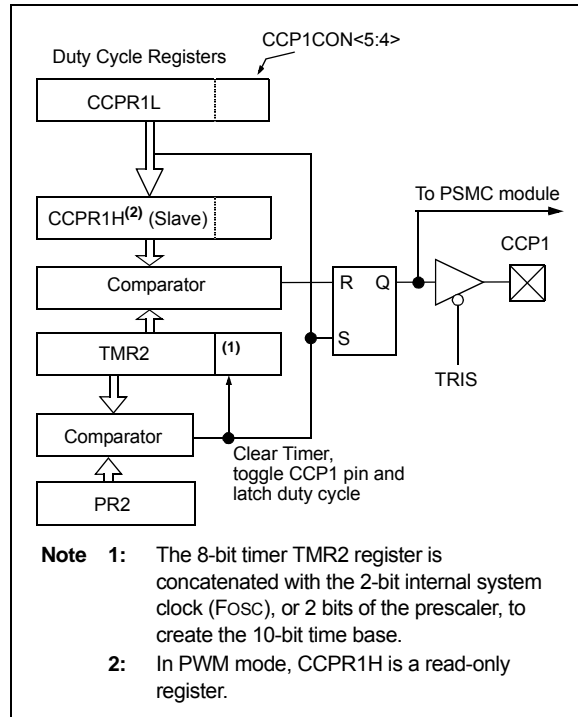 CCP1CON<5:4>
Duty Cycle Registers
CCPR1L
To PSMC module
CCPR1H(2) (Slave)
CCP1
Comparator
R Q
S
TMR2
(1)
TRIS
Comparator
Clear Timer,
toggle CCP1 pin and
latch duty cycle
PR2
Note 1: The 8-bit timer TMR2 register is
concatenated with the 2-bit internal system
clock (FOSC), or 2 bits of the prescaler, to
create the 10-bit time base.
2: In PWM mode, CCPR1H is a read-only
register.